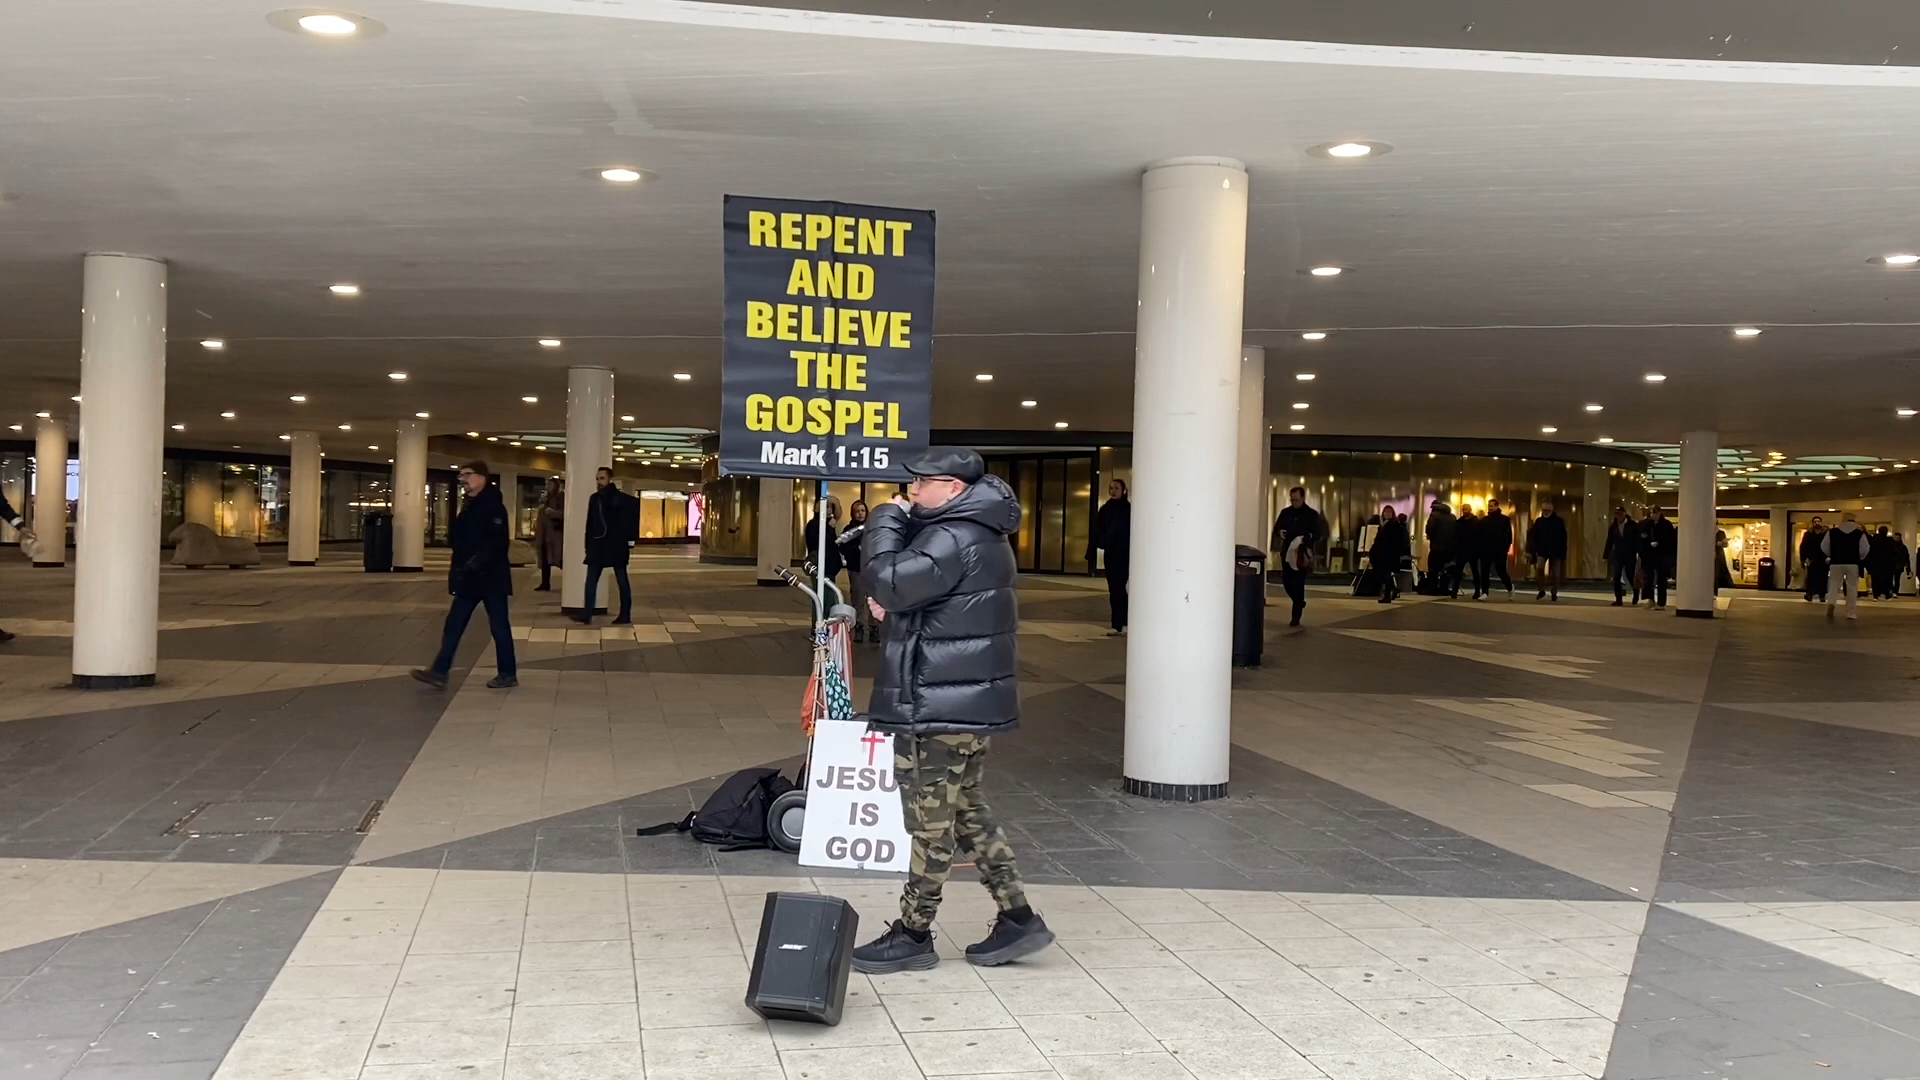 REPENT
AND
BELIEVE
THE
GOSPEL
Mark 1:15
JESU
IS
GOD
BOSE